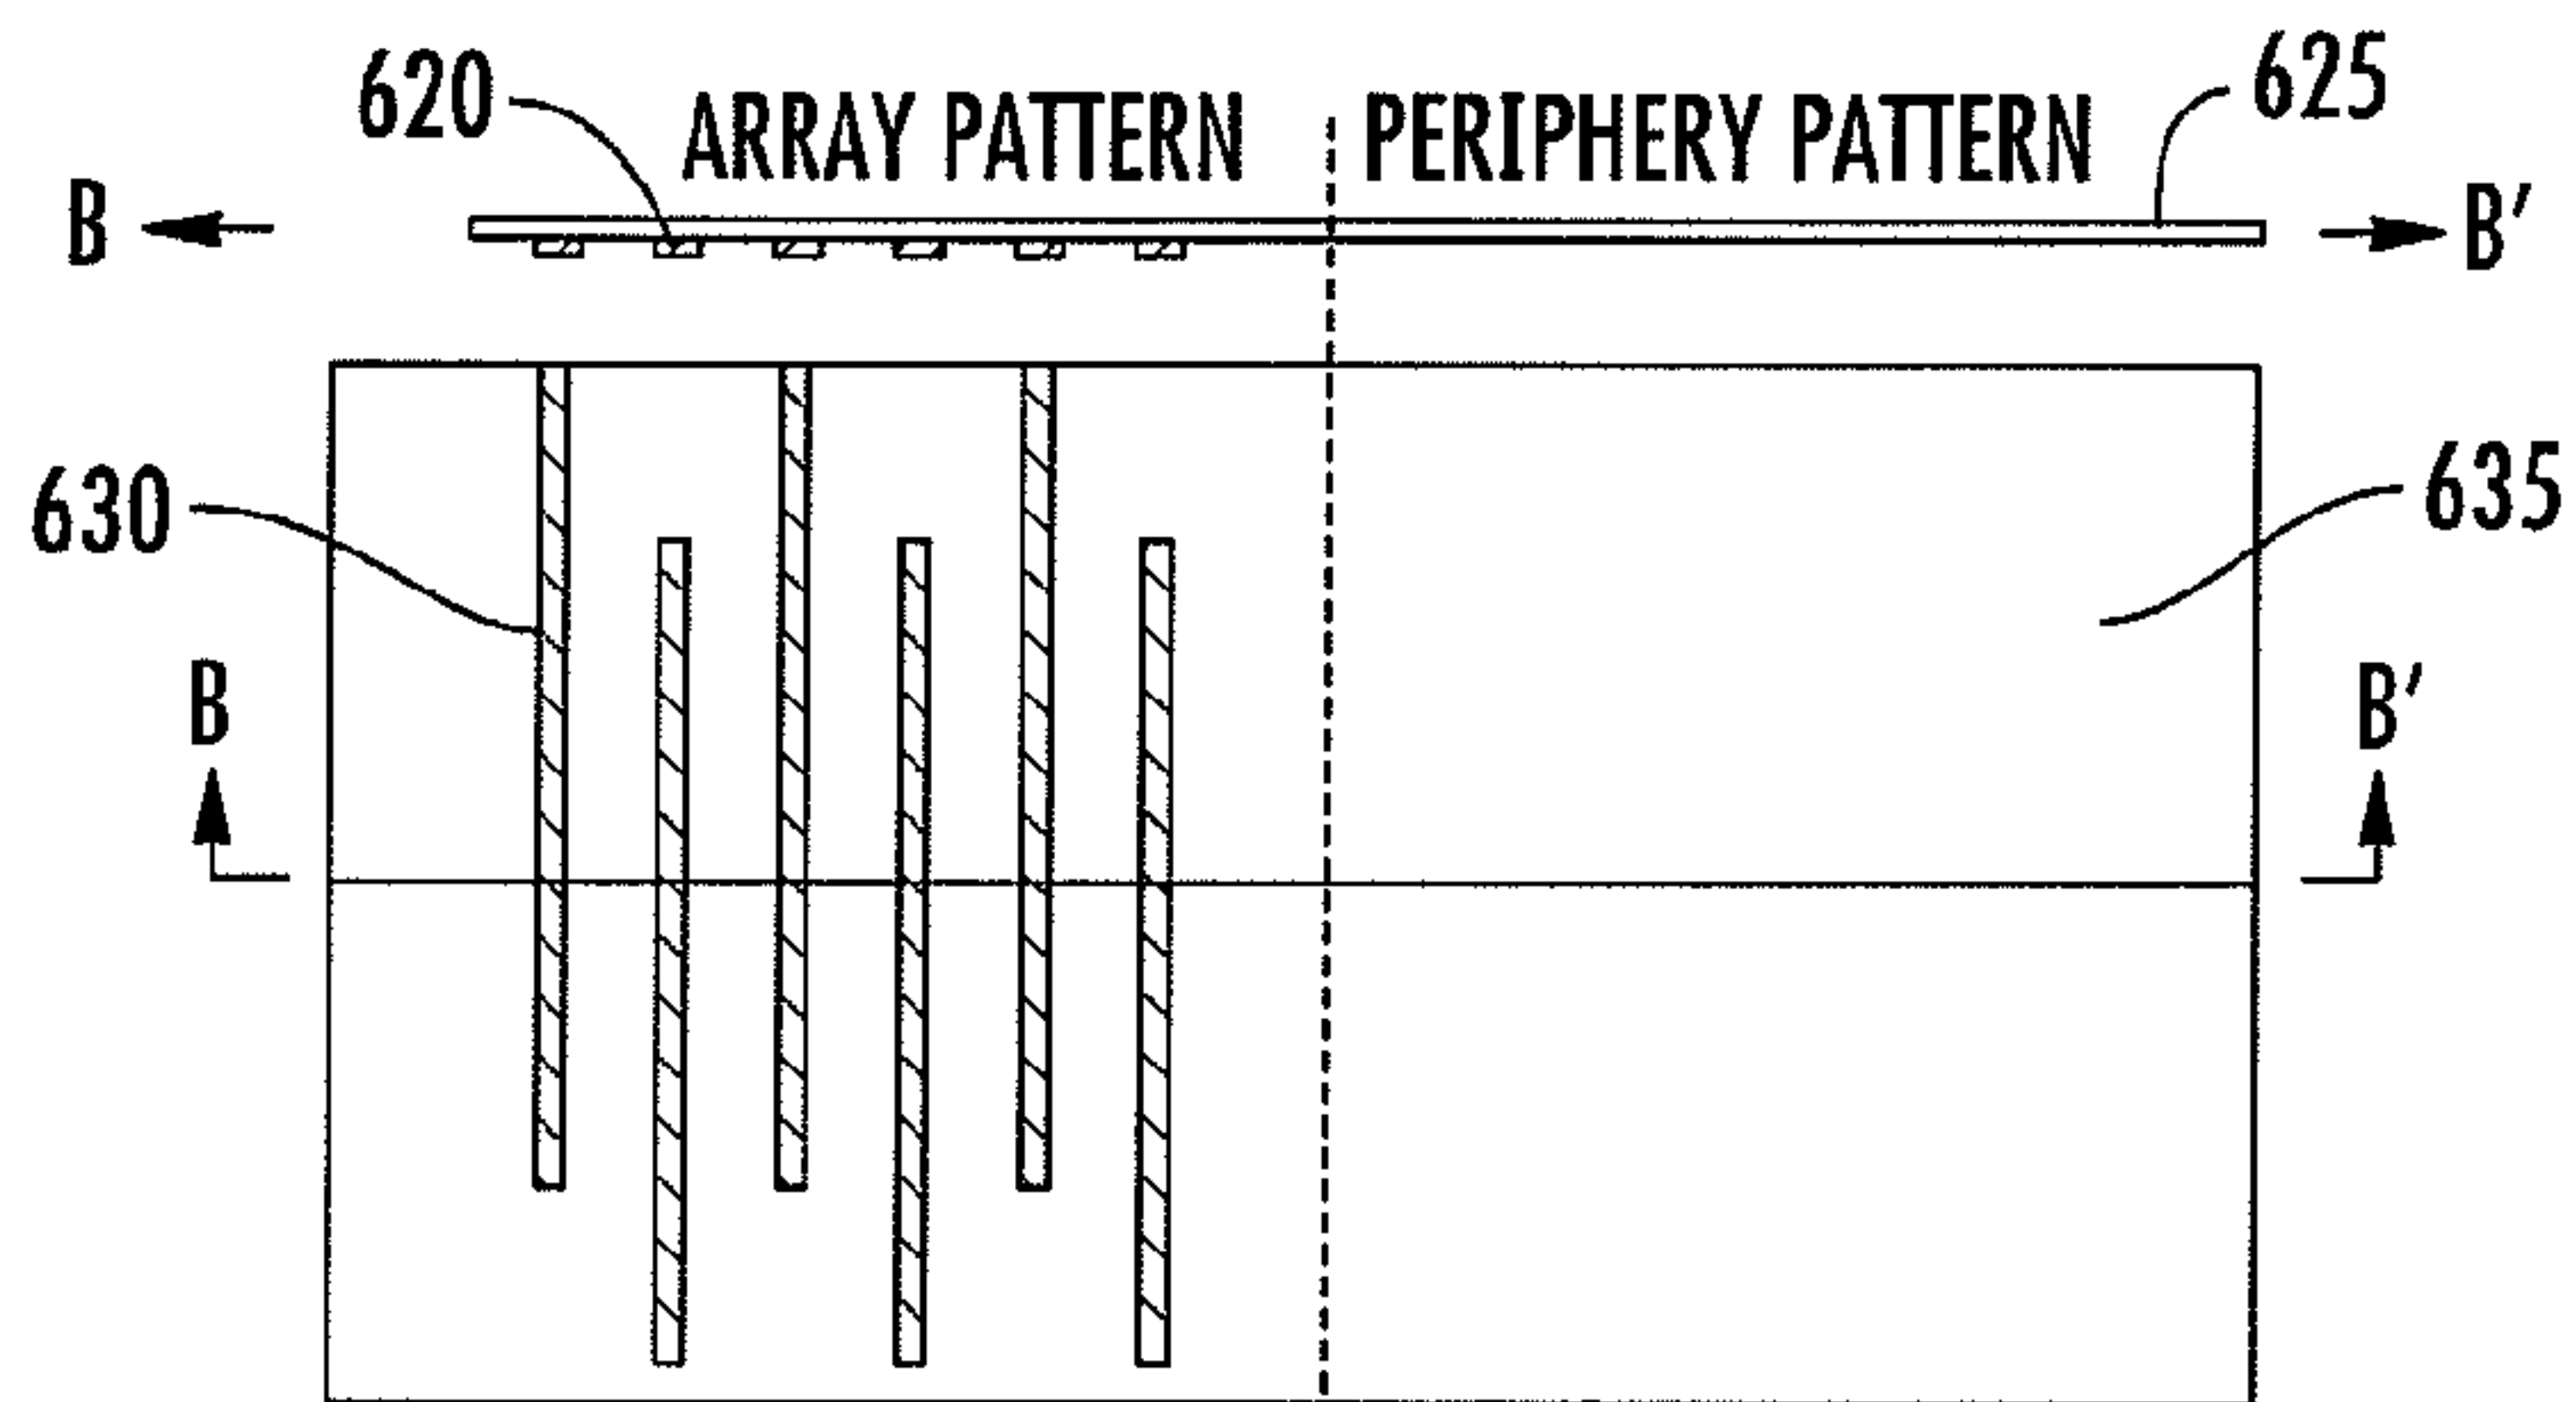 620
ARRAY PATTERN
PERIPHERY PATTERN
625
B
B'
630
635
B
B'